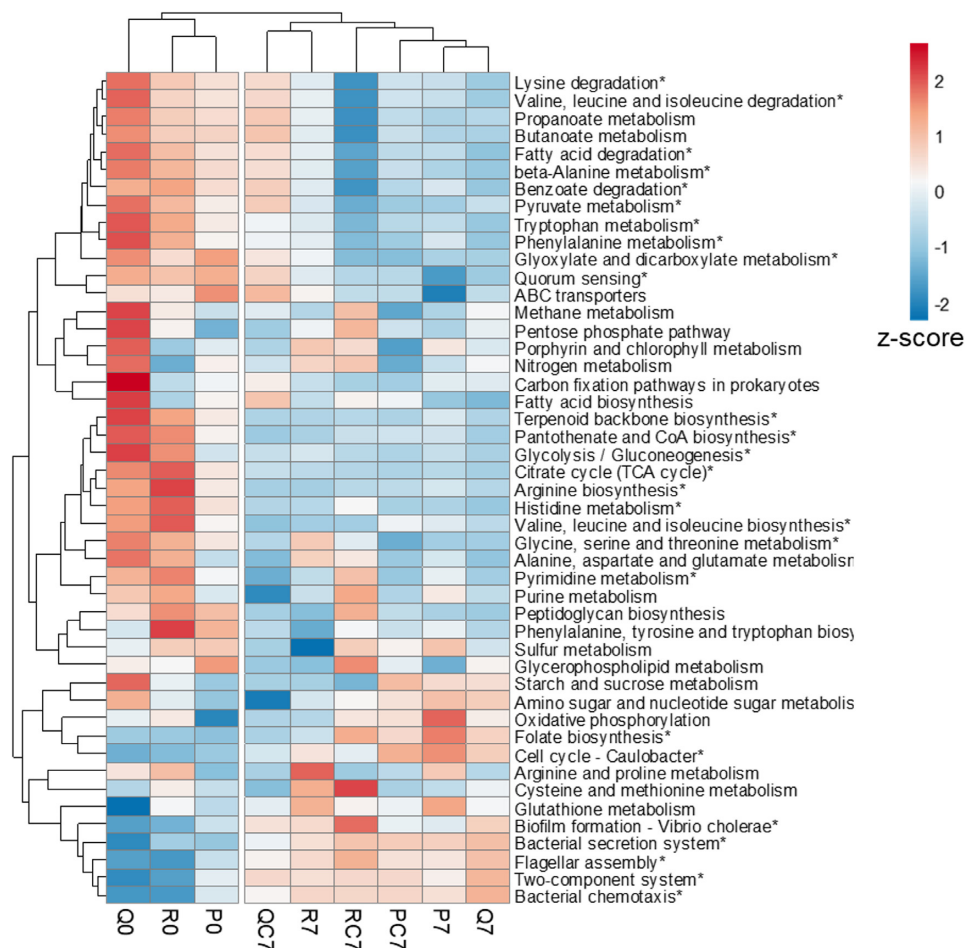 Lysine degradation*
Valine, leucine and isoleucine degradation*
Propanoate metabolism
Butanoate metabolism
Fatty acid degradation*
beta-Alanine metabolism*
Benzoate degradation*
Pyruvate metabolism*
Tryptophan metabolism*
Phenylalanine metabolism*
Glyoxylate and dicarboxylate metabolism*
Quorum sensing*
ABC transporters
Methane metabolism
Pentose phosphate pathway
Porphyrin and chlorophyll metabolism
Nitrogen metabolism
Carbon fixation pathways in prokaryotes
Fatty acid biosynthesis
Terpenoid backbone biosynthesis*
Pantothenate and CoA biosynthesis*
Glycolysis / Gluconeogenesis*
Citrate cycle (TCA cycle)*
Arginine biosynthesis*
Histidine metabolism*
Valine, leucine and isoleucine biosynthesis*
Glycine, serine and threonine metabolism*
Alanine, aspartate and glutamate metabolisn
Pyrimidine metabolism*
Purine metabolism
Peptidoglycan biosynthesis
Phenylalanine, tyrosine and tryptophan biosy
Sulfur metabolism
Glycerophospholipid metabolism
Starch and sucrose metabolism
Amino sugar and nucleotide sugar metabolis
Oxidative phosphorylation
Folate biosynthesis*
Cell cycle - Caulobacter*
Arginine and proline metabolism
Cysteine and methionine metabolism
Glutathione metabolism
Biofilm formation - Vibrio cholerae*
Bacterial secretion system*
Flagellar assembly*
Two-component system*
Bacterial chemotaxis*
Q0 R0 P0 QC7 R7 RC7 PC7 P7 Q7
2
1
0
-1
-2
z-score